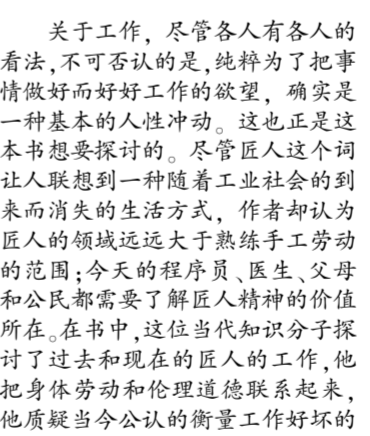 关于工作，尽管各人有各人的
看法，不可否认的是，纯粹为了把事
情做好而好好工作的欲望，确实是
一种基本的人性冲动。这也正是这
本书想要探讨的。尽管匠人这个词
让人联想到一种随着工业社会的到
来而消失的生活方式，作者却认为
匠人的领域远远大于熟练手工劳动
的范围；今天的程序员、医生、父母
和公民都需要了解匠人精神的价值
所在。在书中，这位当代知识分子探
讨了过去和现在的匠人的工作，他
把身体劳动和伦理道德联系起来，
他质疑当今公认的衡量工作好坏的